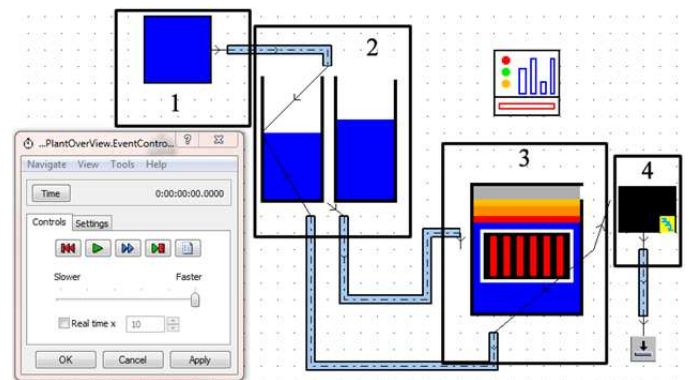 1
2
3
4
...PlantOverView.EventContro...
Navigate View Tools Help
Time 0:00:00:00.0000
Controls Settings
Slower Faster
Real time x 10
OK Cancel Apply